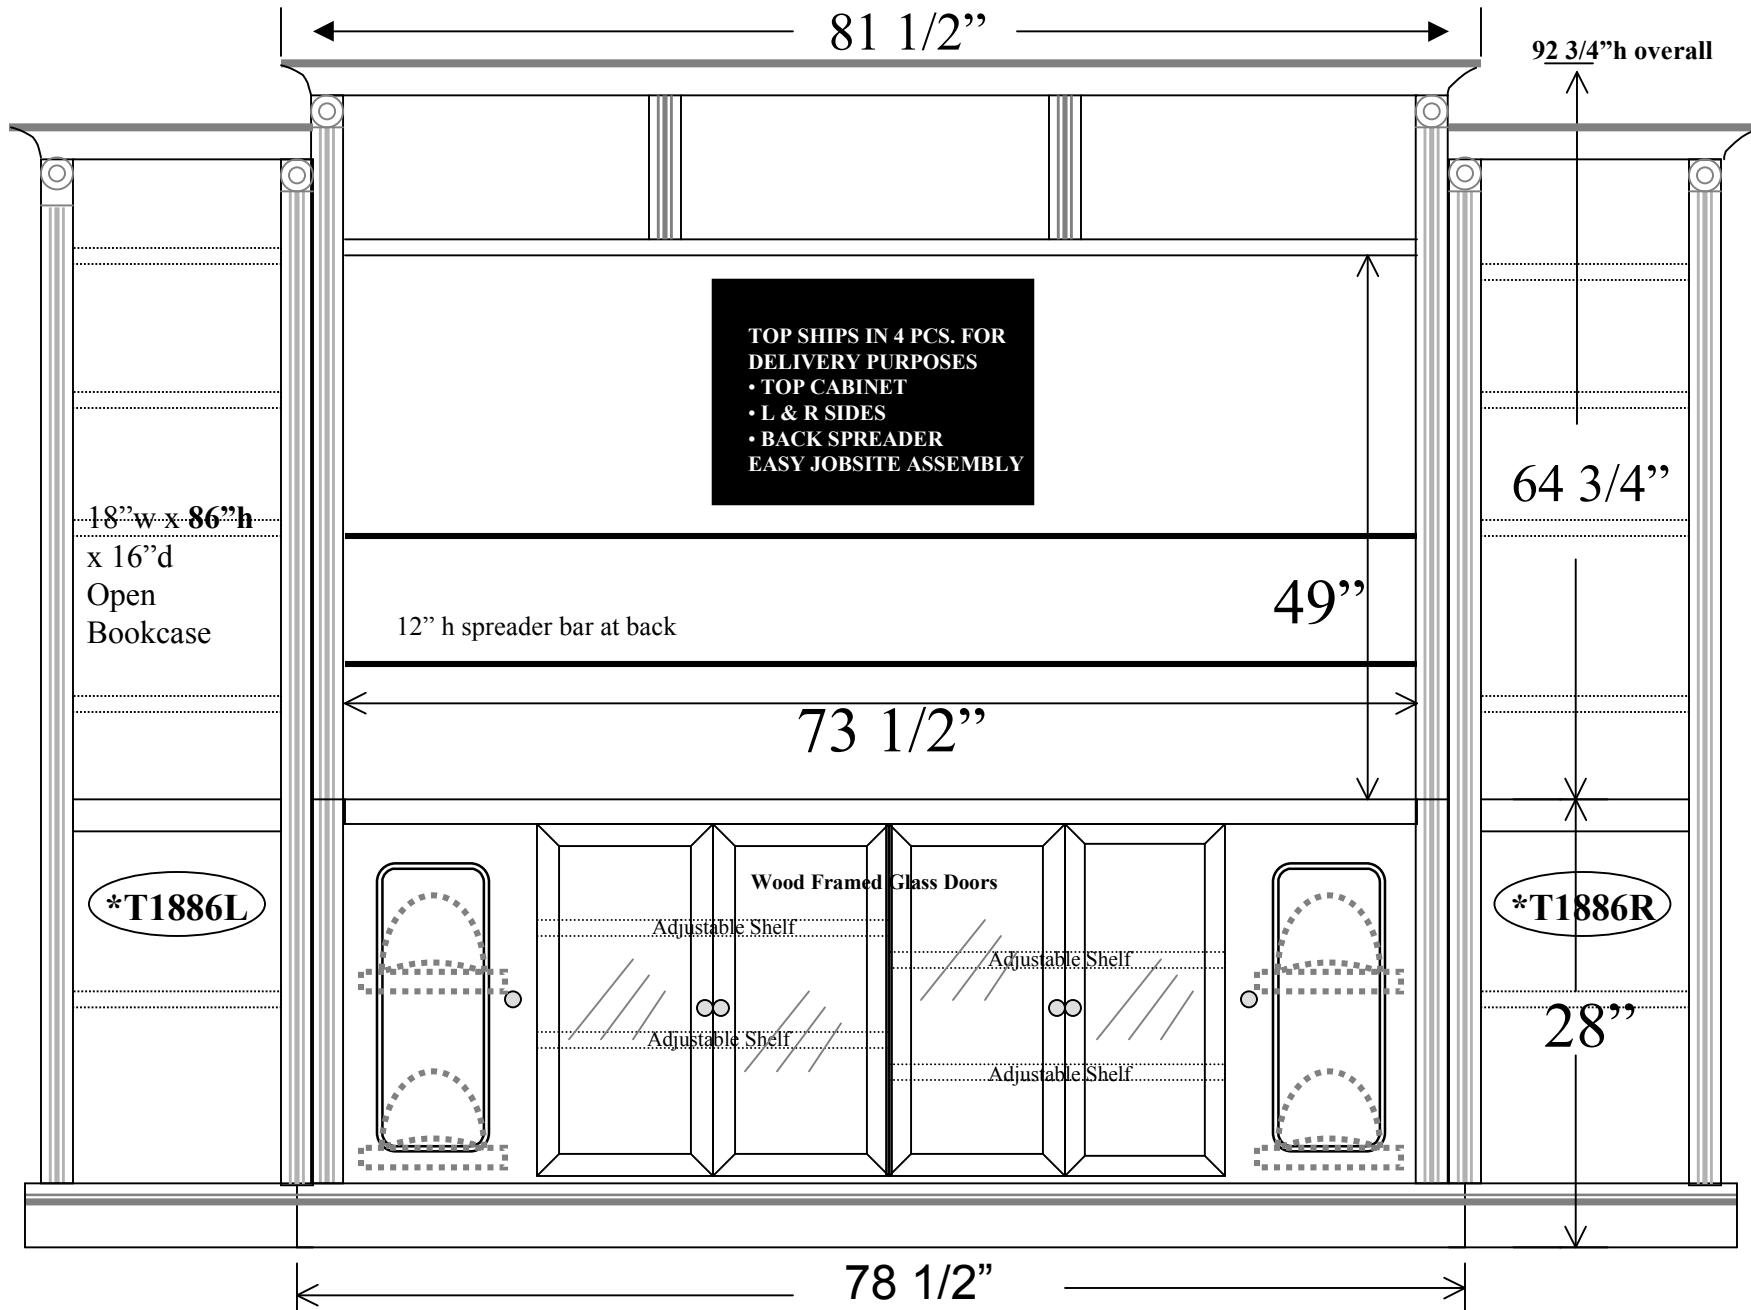 81 1/2”
92 3/4”h overall
TOP SHIPS IN 4 PCS. FOR
DELIVERY PURPOSES
• TOP CABINET
• L & R SIDES
• BACK SPREADER
EASY JOBSITE ASSEMBLY
18”w x 86”h
x 16”d
Open
Bookcase
64 3/4”
49”
12” h spreader bar at back
73 1/2”
*T1886L
Wood Framed Glass Doors
*T1886R
Adjustable Shelf
Adjustable Shelf
Adjustable Shelf
Adjustable Shelf
28”
78 1/2”